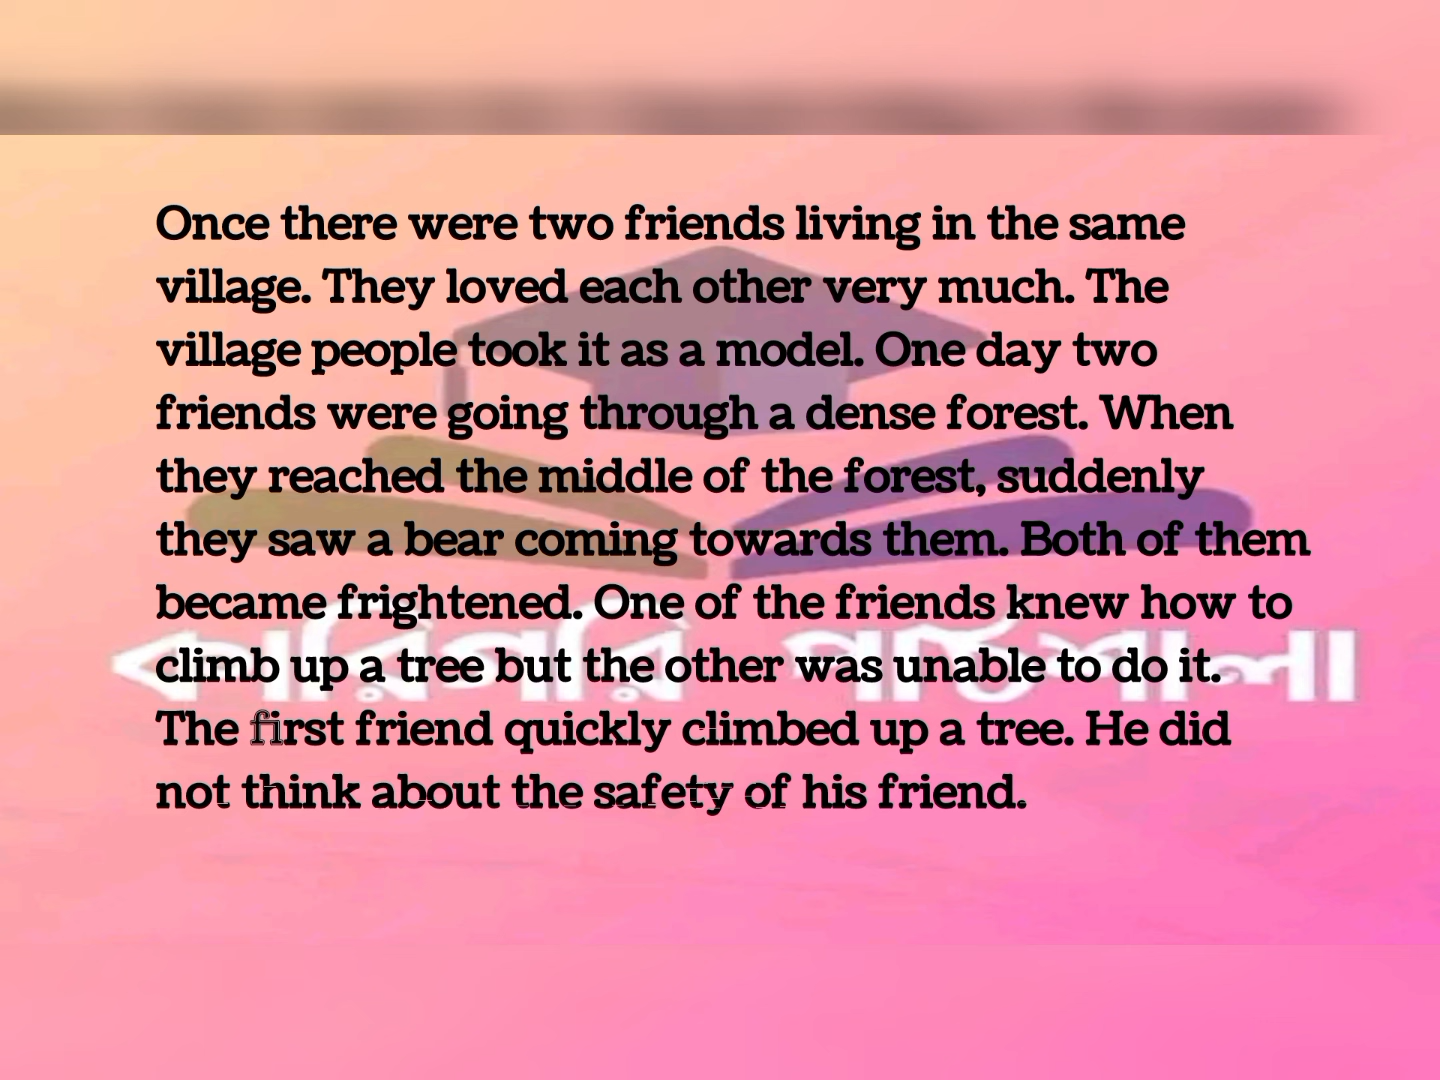 Once there were two friends living in the same
village. They loved each other very much. The
village people took it as a model. One day two
friends were going through a dense forest. When
they reached the middle of the forest, suddenly
they saw a bear coming towards them. Both of them
became frightened. One of the friends knew how to
climb up a tree but the other was unable to do it.
কারিগরি পাঠশালা
The first friend quickly climbed up a tree. He did
not think about the safety of his friend.